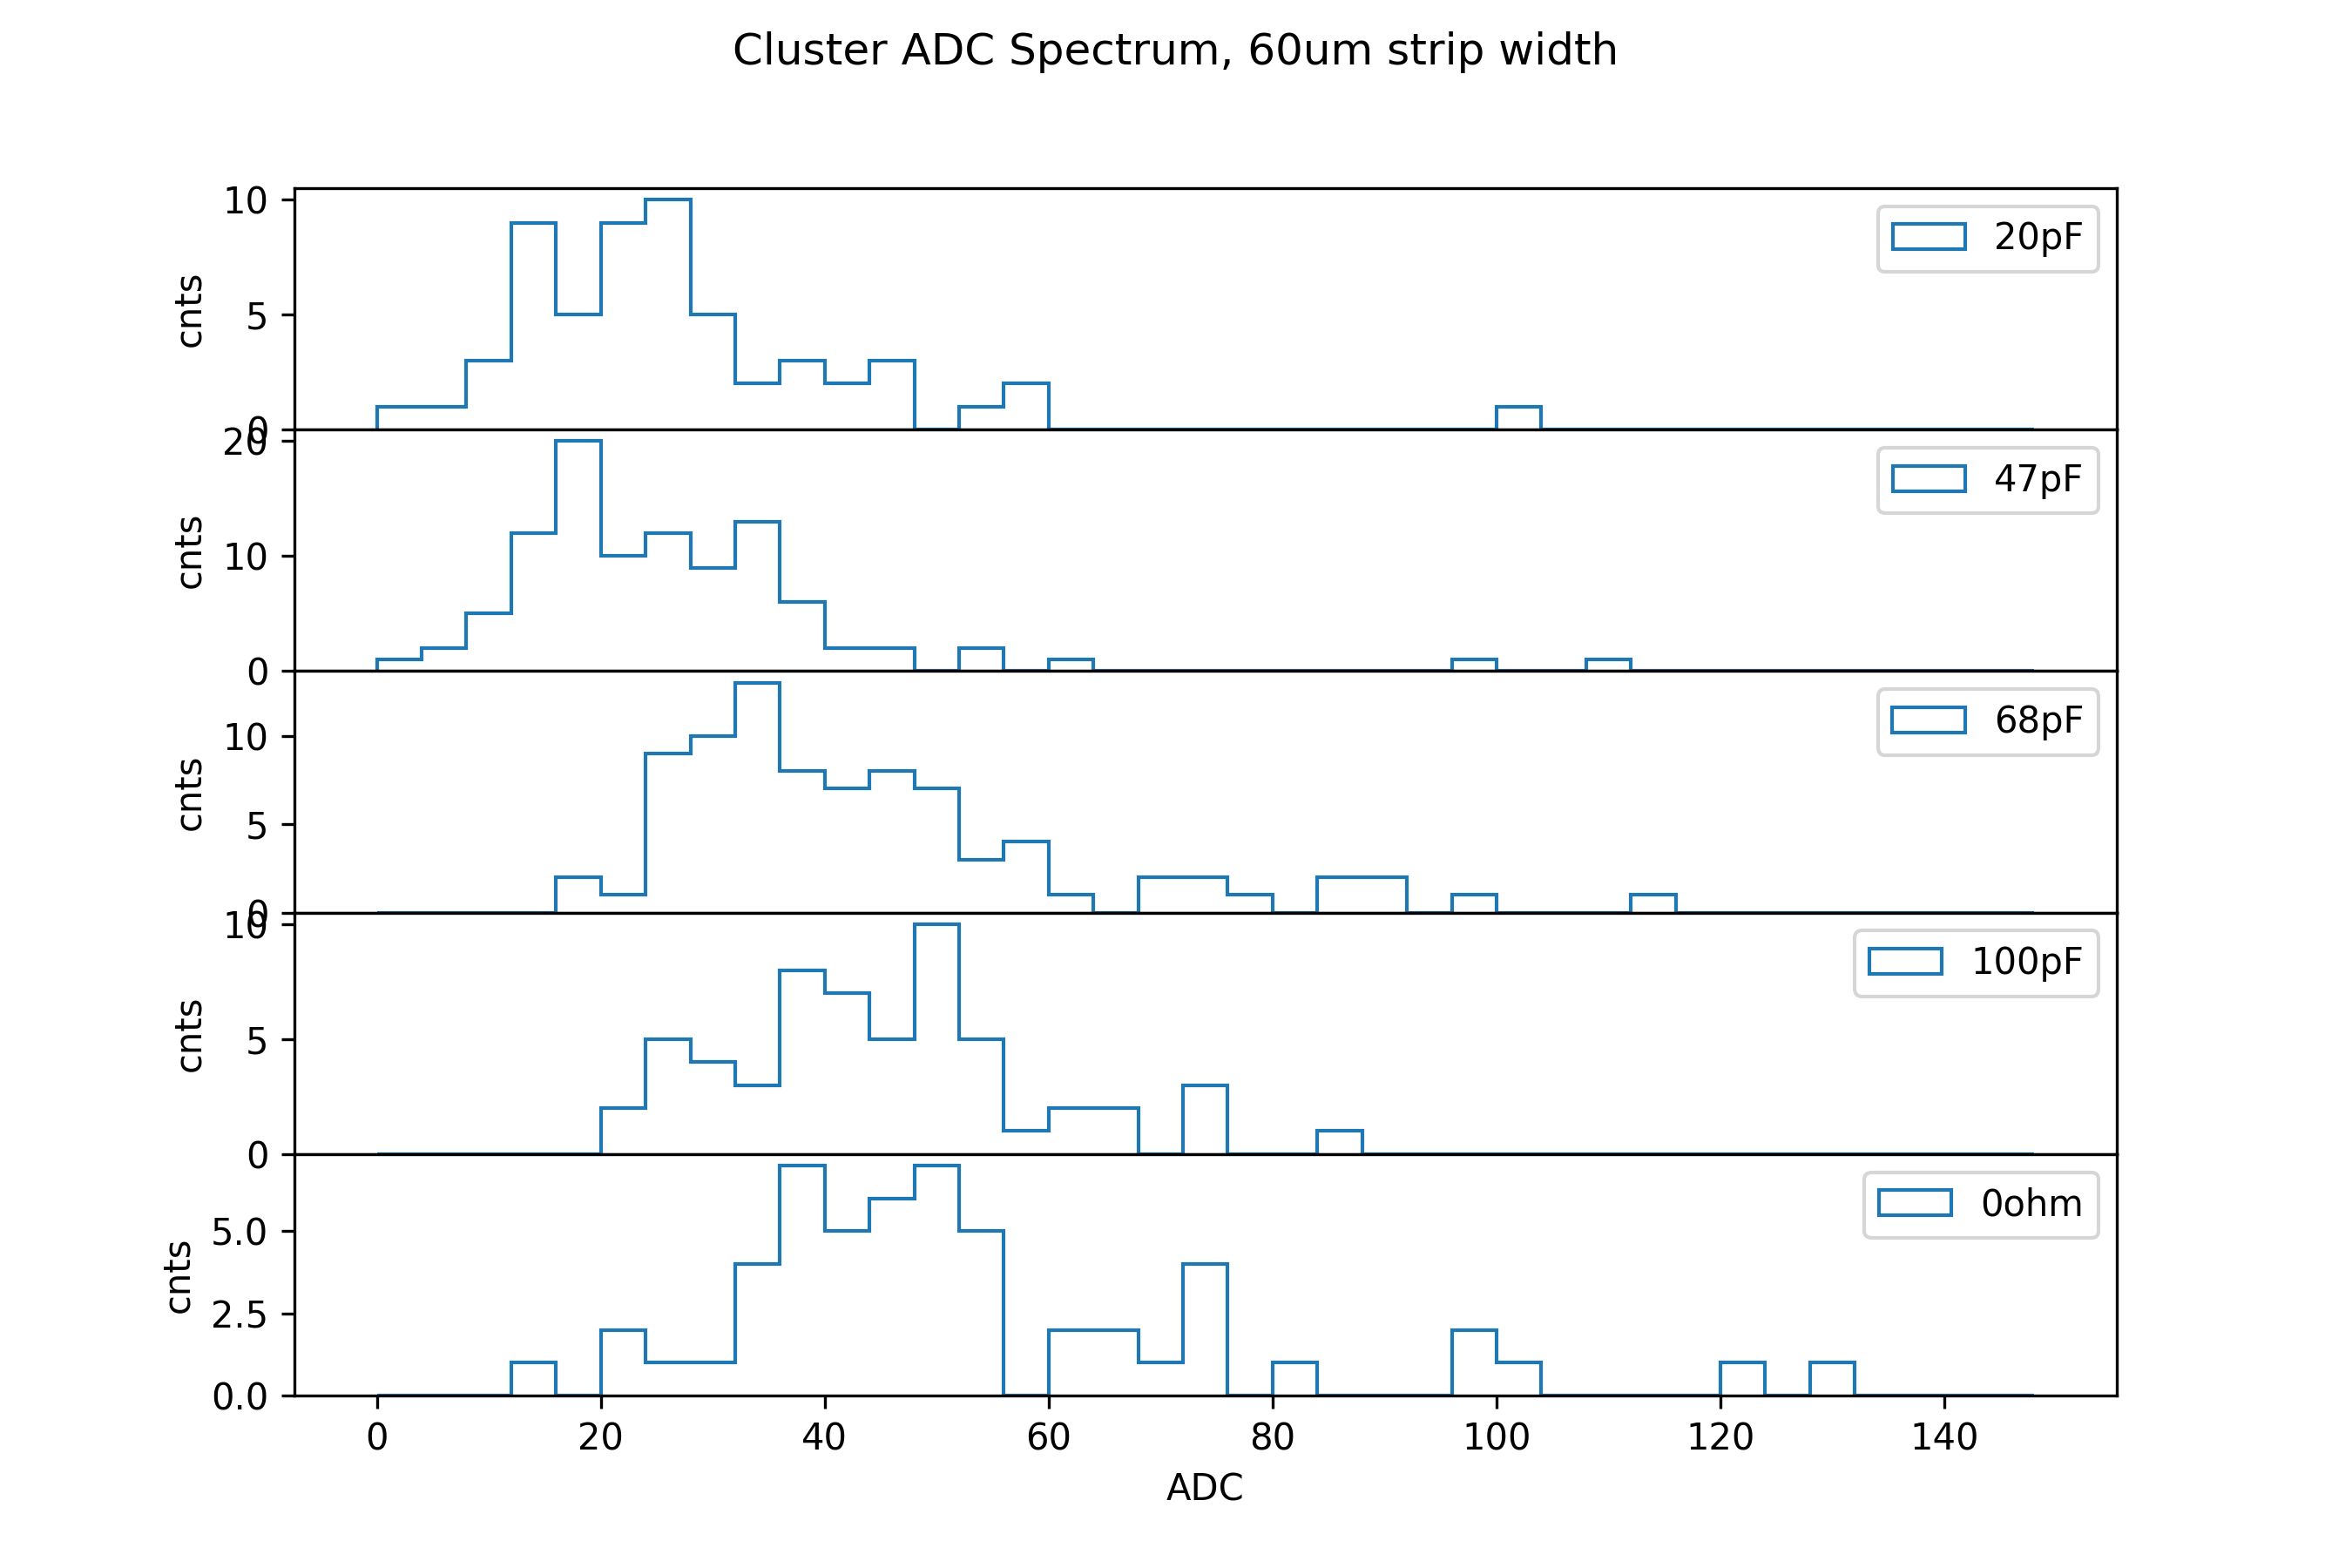 Cluster ADC Spectrum, 60um strip width
10
5
0
cnts
20pF
20
10
0
cnts
47pF
10
5
0
cnts
68pF
10
5
0
cnts
100pF
5.0
2.5
0.0
cnts
0ohm
0 20 40 60 80 100 120 140
ADC